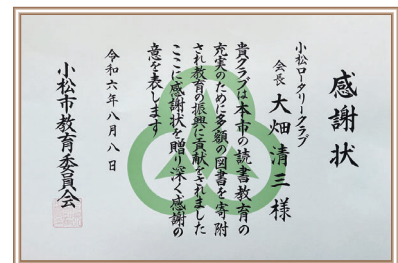 感謝状
小松ロータリークラブ
会長 大畑清三様
貴クラブは本市の読書教育の
充実のために多額の図書を寄附
され教育の振興に貢献をされました
ここに感謝状を贈り深く感謝の
意を表します
令和六年八月八日
小松市教育委員会